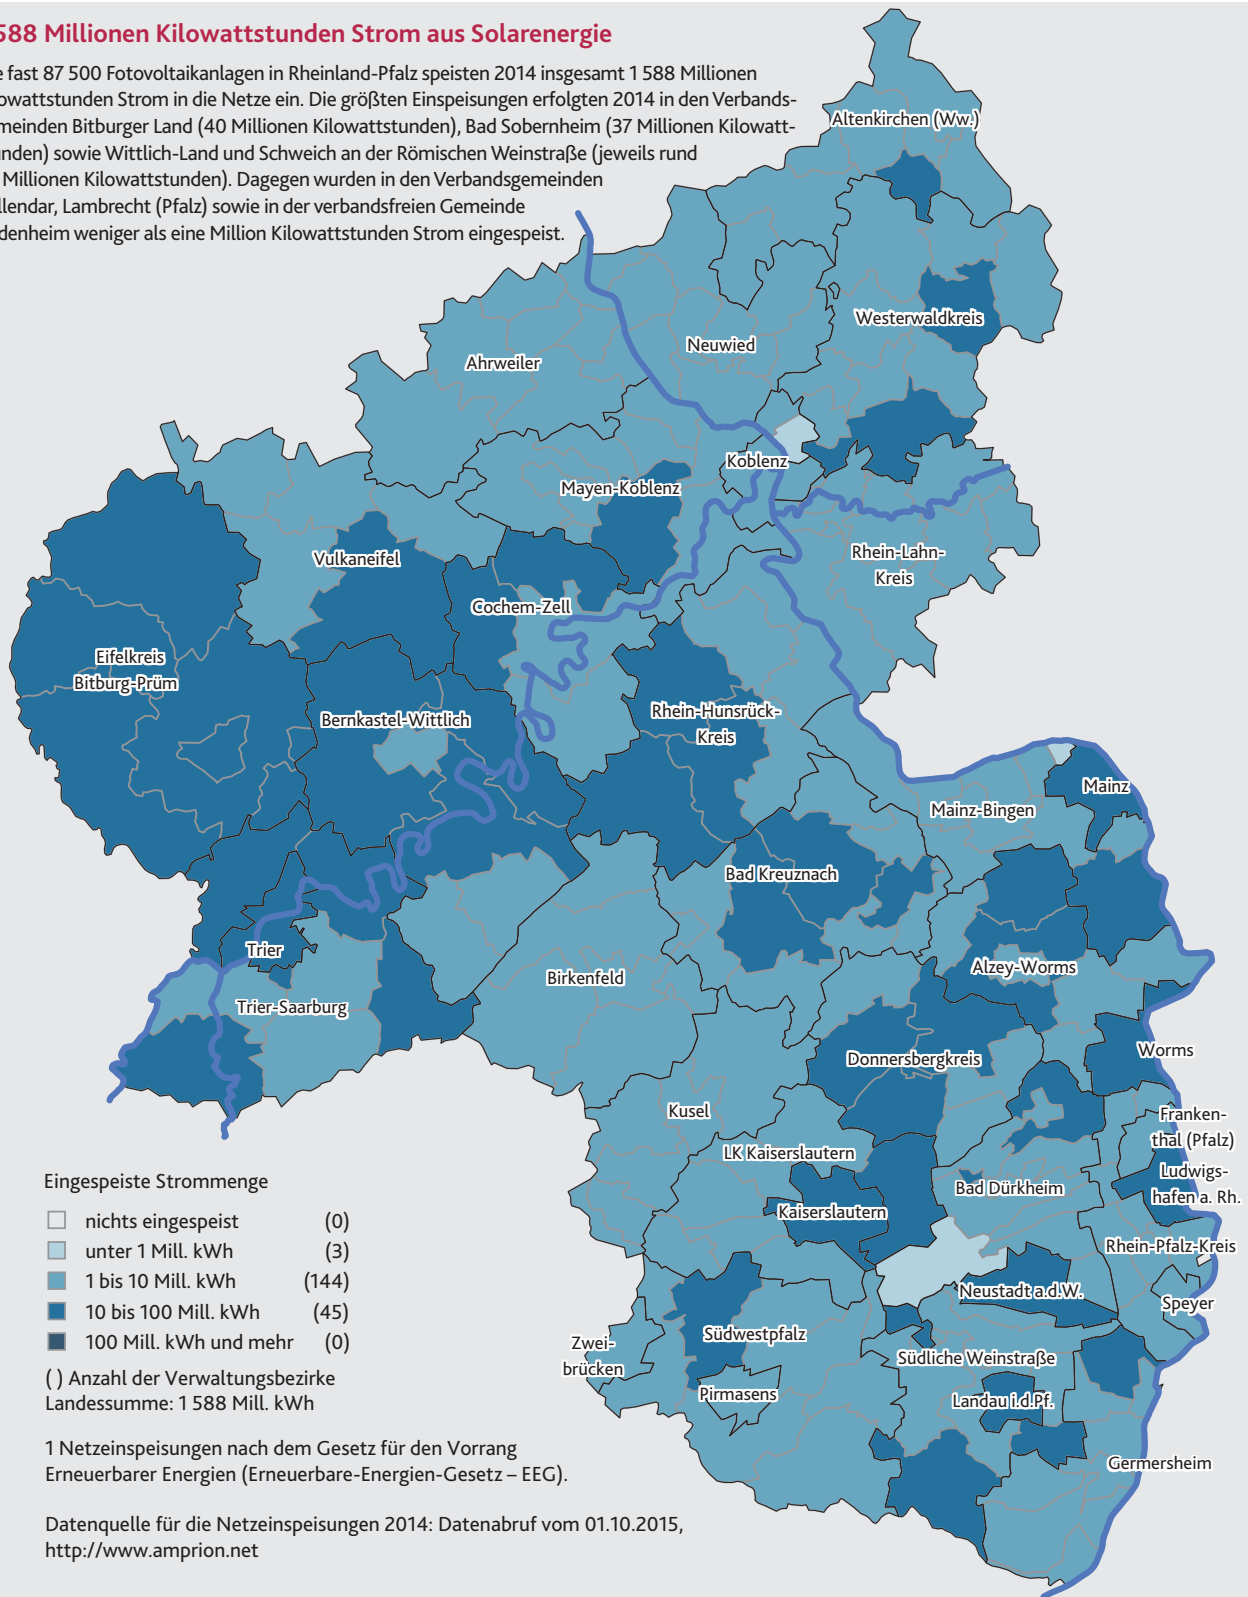 588 Millionen Kilowattstunden Strom aus Solarenergie
fast 87 500 Fotovoltaikanlagen in Rheinland-Pfalz speisten 2014 insgesamt 1 588 Millionen
owattstunden Strom in die Netze ein. Die größten Einspeisungen erfolgten 2014 in den Verbands-
meinden Bitburger Land (40 Millionen Kilowattstunden), Bad Sobernheim (37 Millionen Kilowatt-
unden) sowie Wittlich-Land und Schweich an der Römischen Weinstraße (jeweils rund
Millionen Kilowattstunden). Dagegen wurden in den Verbandsgemeinden
llendar, Lambrecht (Pfalz) sowie in der verbandsfreien Gemeinde
denheim weniger als eine Million Kilowattstunden Strom eingespeist.
Altenkirchen (Ww.)
Westerwaldkreis
Neuwied
Ahrweiler
Koblenz
Mayen-Koblenz
Rhein-Lahn-
Kreis
Vulkaneifel
Cochem-Zell
Eifelkreis
Bitburg-Prüm
Rhein-Hunsrück-
Kreis
Bernkastel-Wittlich
Mainz
Mainz-Bingen
Bad Kreuznach
Trier
Alzey-Worms
Birkenfeld
Trier-Saarburg
Worms
Donnersbergkreis
Kusel
Franken-
thal (Pfalz)
LK Kaiserslautern
Ludwigs-
hafen a. Rh.
Bad Dürkheim
Kaiserslautern
Rhein-Pfalz-Kreis
Neustadt a.d.W.
Speyer
Südwestpfalz
Zwei-
brücken
Südliche Weinstraße
Pirmasens
Landau i.d.Pf.
Germersheim
Eingespeiste Strommenge
nichts eingespeist (0)
unter 1 Mill. kWh (3)
1 bis 10 Mill. kWh (144)
10 bis 100 Mill. kWh (45)
100 Mill. kWh und mehr (0)
( ) Anzahl der Verwaltungsbezirke
Landessumme: 1 588 Mill. kWh
1 Netzeinspeisungen nach dem Gesetz für den Vorrang
Erneuerbarer Energien (Erneuerbare-Energien-Gesetz – EEG).
Datenquelle für die Netzeinspeisungen 2014: Datenabruf vom 01.10.2015,
http://www.amprion.net